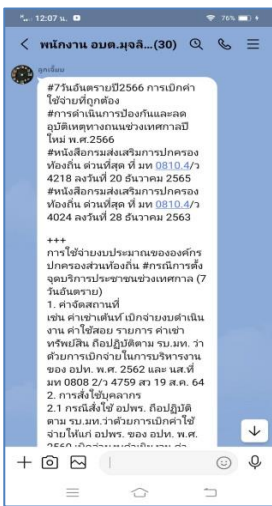 12:07 น.
76%
พนักงาน อบต.มุจลิ...(30)
ลูกเจี๊ยบ
#7วันอันตรายปี2566 การเบิกค่า
ใช้จ่ายที่ถูกต้อง
#การดำเนินการป้องกันและลด
อุบัติเหตุทางถนนช่วงเทศกาลปี
ใหม่ พ.ศ.2566
#หนังสือกรมส่งเสริมการปกครอง
ท้องถิ่น ด่วนที่สุด ที่ มท 0810.4/ว
4218 ลงวันที่ 20 ธันวาคม 2565
#หนังสือกรมส่งเสริมการปกครอง
ท้องถิ่น ด่วนที่สุด ที่ มท 0810.4/ว
4024 ลงวันที่ 28 ธันวาคม 2563
+++
การใช้จ่ายงบประมาณขององค์กร
ปกครองส่วนท้องถิ่น #กรณีการตั้ง
จุดบริการประชาชนช่วงเทศกาล (7
วันอันตราย)
1. ค่าจัดสถานที่
เช่น ค่าเช่าเต้นท์ เบิกจ่ายงบดำเนิน
งาน ค่าใช้สอย รายการ ค่าเช่า
ทรัพย์สิน ถือปฏิบัติตาม รบ.มท. ว่า
ด้วยการเบิกจ่ายในการบริหารงาน
ของ อปท. พ.ศ. 2562 และ นส.ที่
มท 0808 2/ว 4759 สว 19 ส.ค. 64
2. การสั่งใช้บุคลากร
2.1 กรณีสั่งใช้ อปพร. ถือปฏิบัติ
ตาม รบ.มท.ว่าด้วยการเบิกค่าใช้
จ่ายให้แก่ อปพร. ของ อปท. พ.ศ.
2560 เบิกจ่ายงบดำเนินงาน ค่า